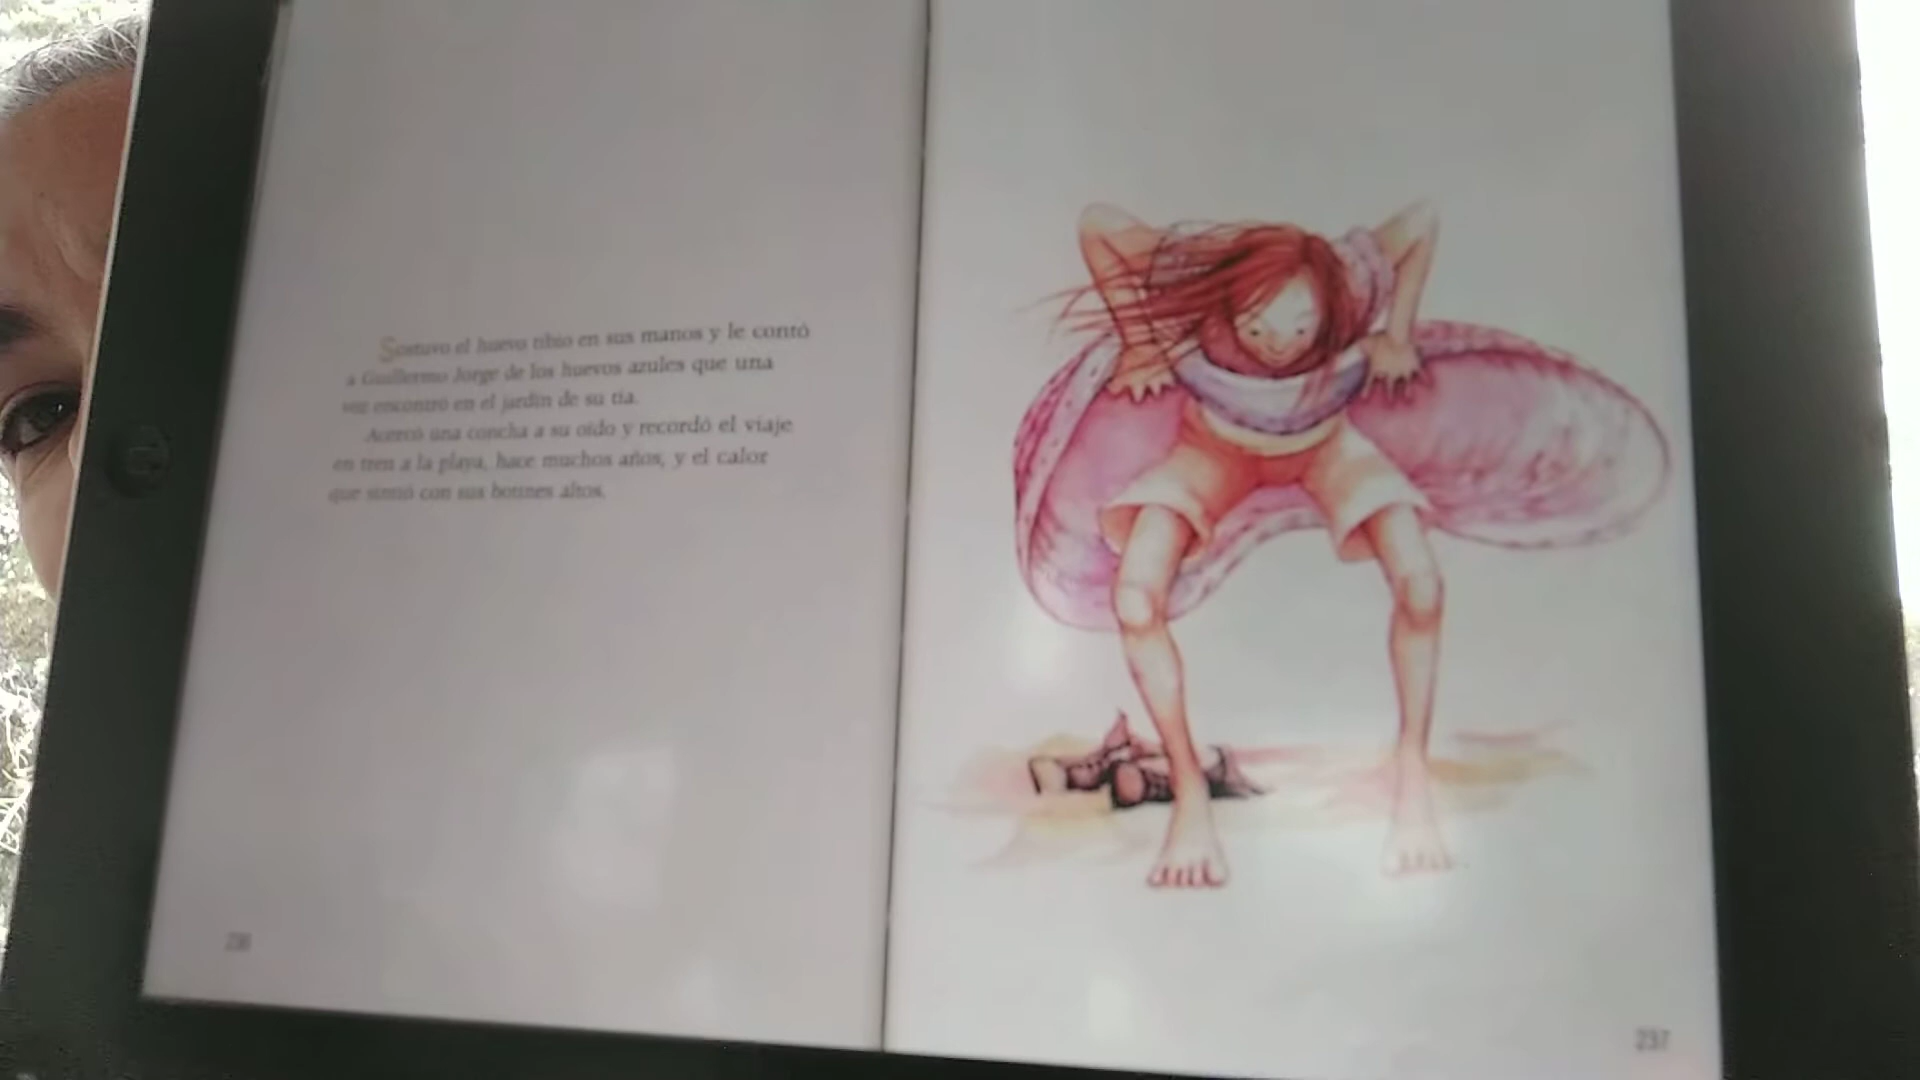 Sostuvo el huevo tibio en sus manos y le contó
a Guillermo Jorge de los huevos azules que una
vez encontró en el jardín de su tía.
Acercó una concha a su oído y recordó el viaje
en tren a la playa, hace muchos años, y el calor
que sintió con sus botines altos.
236
237